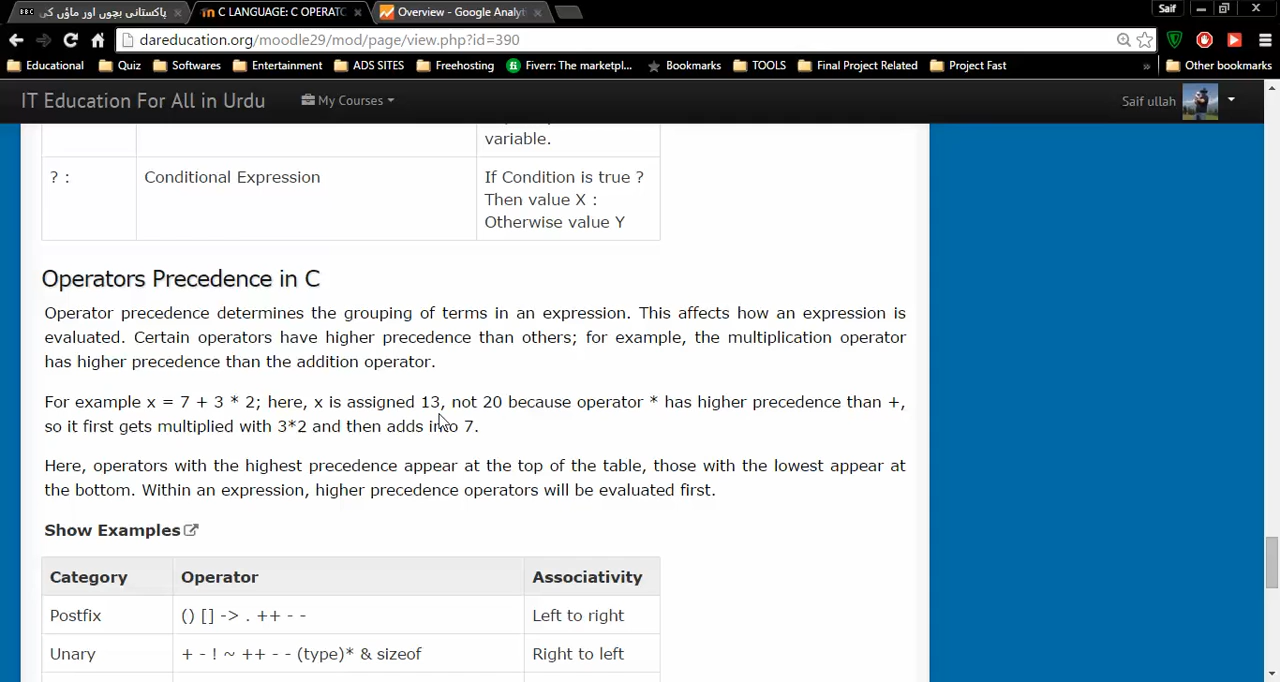 BBC پاکستانی بچوں اور ماؤں کی
C LANGUAGE: C OPERATO
Overview - Google Analyt
Saif
dareducation.org/moodle29/mod/page/view.php?id=390
Educational Quiz Softwares Entertainment ADS SITES Freehosting Fiverr: The marketpl... Bookmarks TOOLS Final Project Related Project Fast » Other bookmarks
IT Education For All in Urdu My Courses Saif ullah
variable.
? : Conditional Expression If Condition is true ?
Then value X :
Otherwise value Y
Operators Precedence in C
Operator precedence determines the grouping of terms in an expression. This affects how an expression is
evaluated. Certain operators have higher precedence than others; for example, the multiplication operator
has higher precedence than the addition operator.
For example x = 7 + 3 * 2; here, x is assigned 13, not 20 because operator * has higher precedence than +,
so it first gets multiplied with 3*2 and then adds into 7.
Here, operators with the highest precedence appear at the top of the table, those with the lowest appear at
the bottom. Within an expression, higher precedence operators will be evaluated first.
Show Examples
Category Operator Associativity
Postfix () [] -> . ++ - - Left to right
Unary + - ! ~ ++ - - (type)* & sizeof Right to left